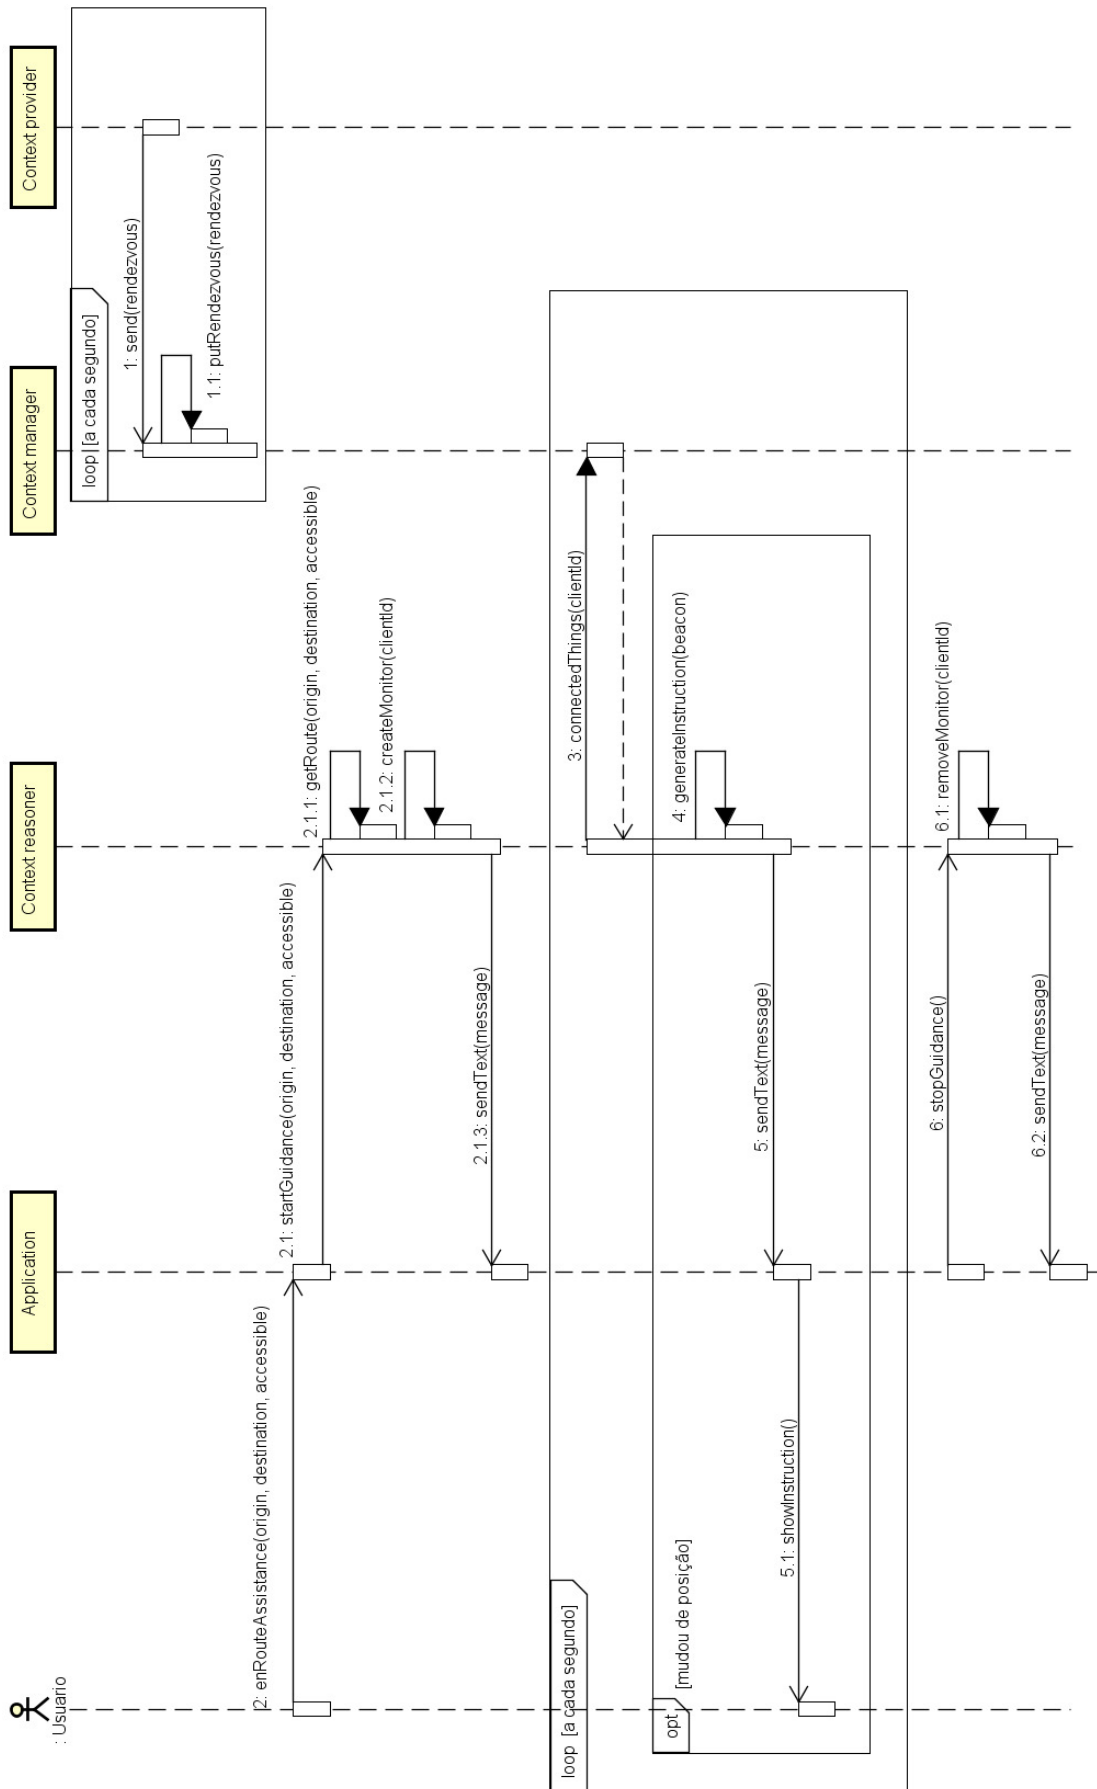 : Usuario
Application
Context reasoner
Context manager
Context provider
loop [a cada segundo]
1: send(rendezvous)
1.1: putRendezvous(rendezvous)
2: enRouteAssistance(origin, destination, accessible)
2.1: startGuidance(origin, destination, accessible)
2.1.1: getRoute(origin, destination, accessible)
2.1.2: createMonitor(clientId)
2.1.3: sendText(message)
loop [a cada segundo]
3: connectedThings(clientId)
opt
[mudou de posição]
4: generateInstruction(beacon)
5: sendText(message)
5.1: showInstruction()
6: stopGuidance()
6.1: removeMonitor(clientId)
6.2: sendText(message)